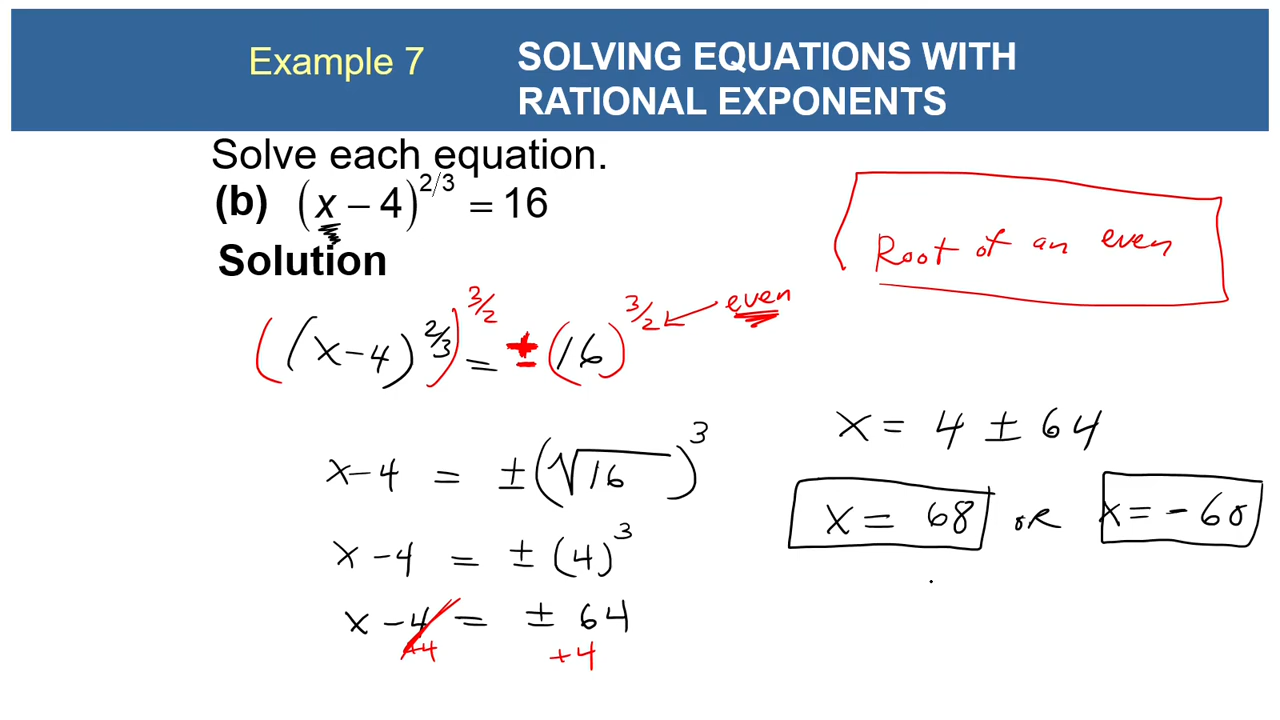 Example 7
SOLVING EQUATIONS WITH
RATIONAL EXPONENTS
Solve each equation.
(b) (x − 4)^{2/3} = 16
Solution
Root of an even
((x-4)^{2/3})^{3/2} = ± (16)^{3/2} ← even
x-4 = ±(√16)^3
x-4 = ± (4)^3
x-4 = ± 64
+4 +4
x = 4 ± 64
x = 68 OR x = -60